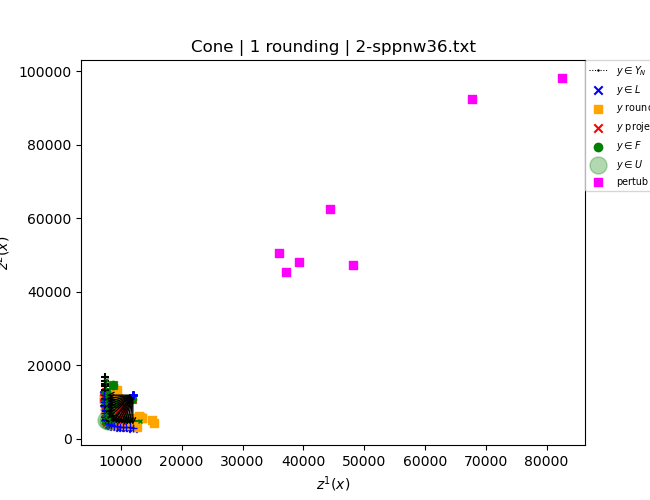 Cone | 1 rounding | 2-sppnw36.txt
100000
80000
60000
40000
20000
0
10000 20000 30000 40000 50000 60000 70000 80000
z¹(x)
y ∈ Y_N
y ∈ L
y roun
y proje
y ∈ F
y ∈ U
pertub